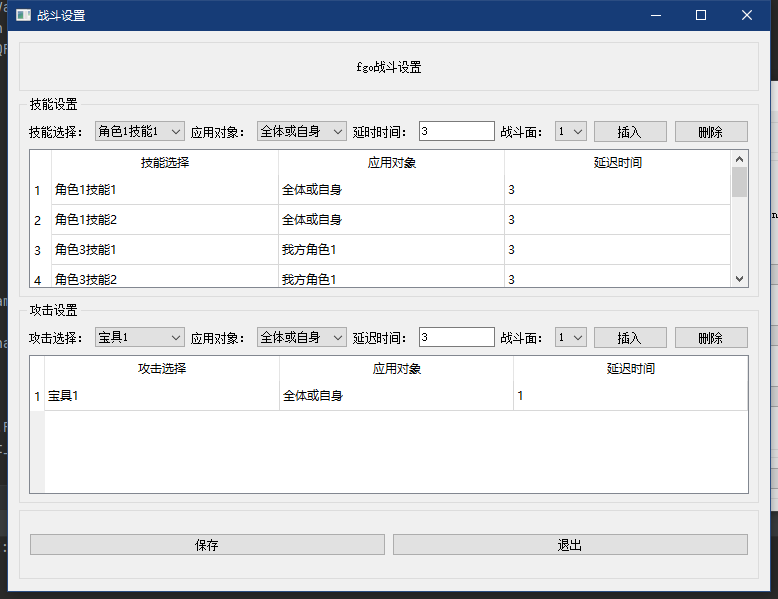 战斗设置
fgo战斗设置
技能设置
技能选择： 角色1技能1 应用对象： 全体或自身 延时时间： 3 战斗面： 1 插入 删除
技能选择 应用对象 延迟时间
1 角色1技能1 全体或自身 3
2 角色1技能2 全体或自身 3
3 角色3技能1 我方角色1 3
4 角色3技能2 我方角色1 3
攻击设置
攻击选择： 宝具1 应用对象： 全体或自身 延迟时间： 3 战斗面： 1 插入 删除
攻击选择 应用对象 延迟时间
1 宝具1 全体或自身 1
保存 退出